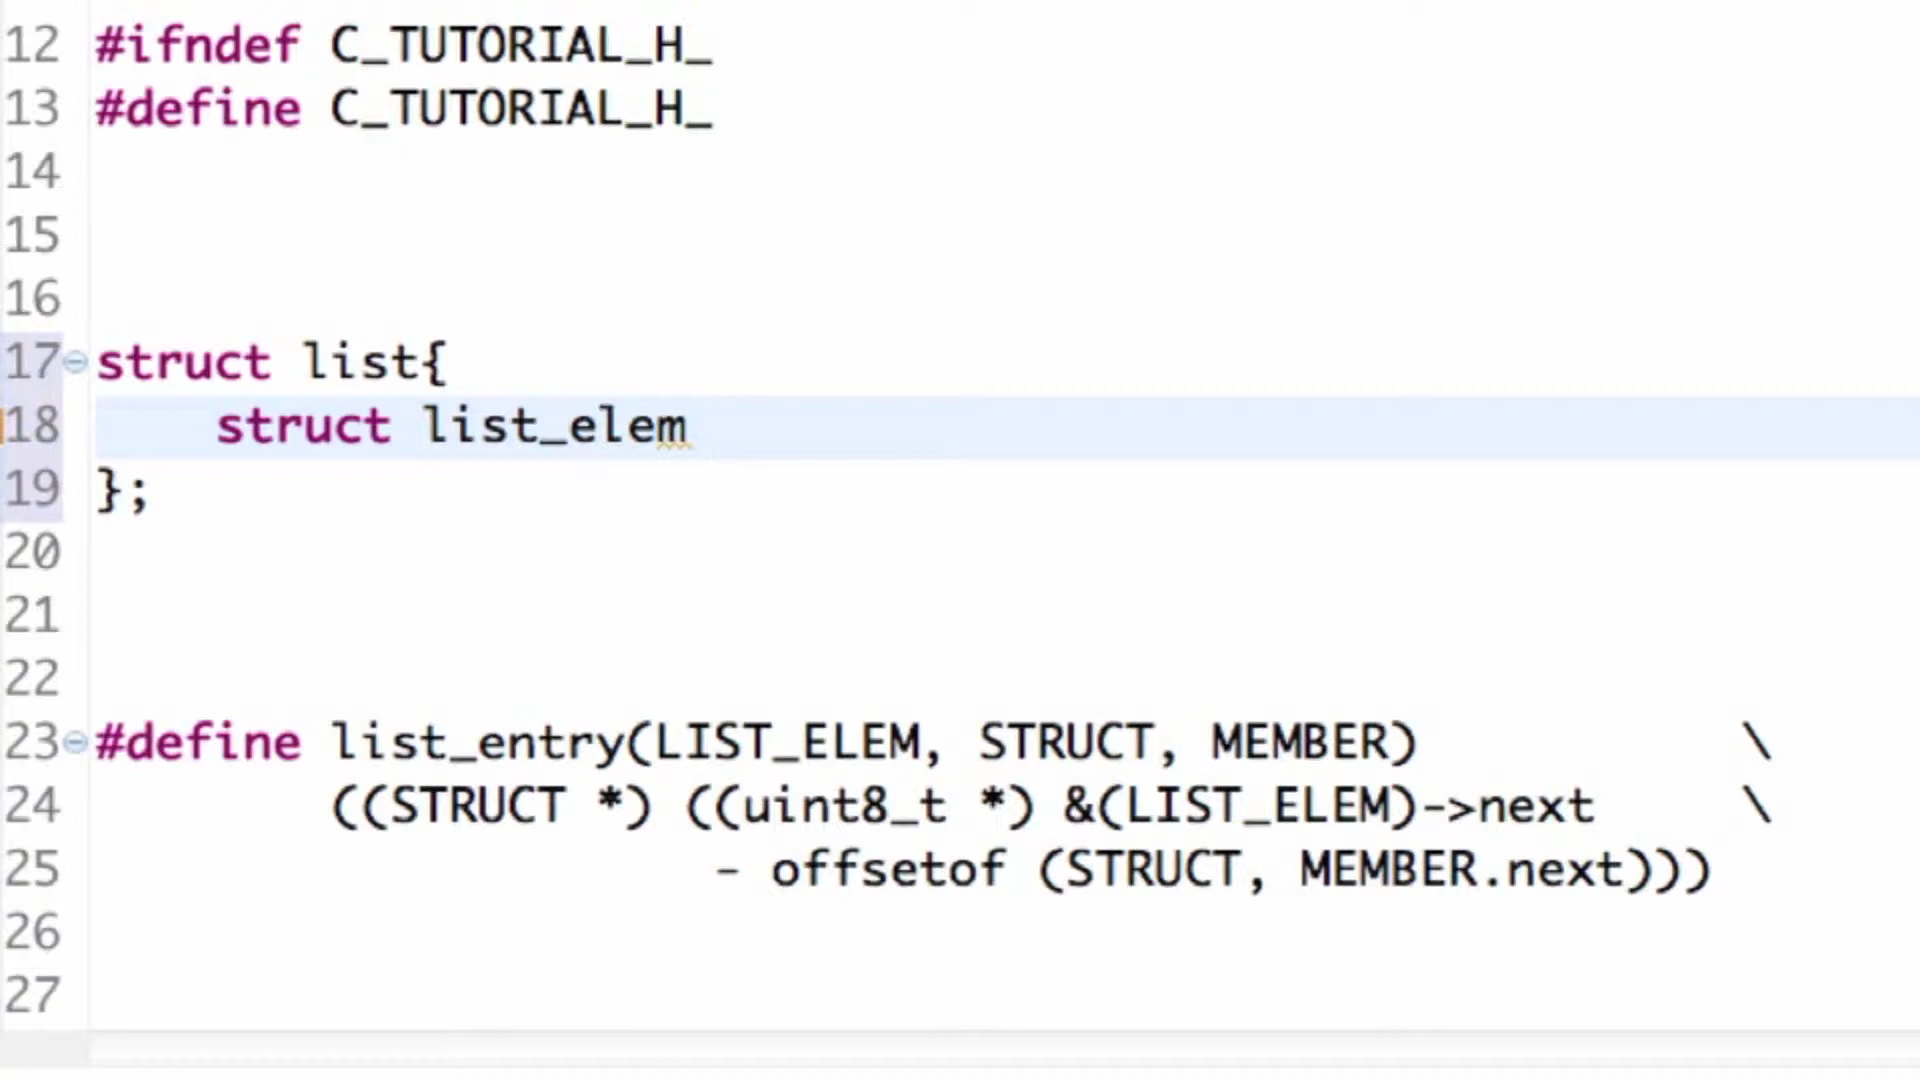 12 #ifndef C_TUTORIAL_H_
13 #define C_TUTORIAL_H_
14
15
16
17 struct list{
18 struct list_elem
19 };
20
21
22
23 #define list_entry(LIST_ELEM, STRUCT, MEMBER) \
24 ((STRUCT *) ((uint8_t *) &(LIST_ELEM)->next \
25 - offsetof (STRUCT, MEMBER.next)))
26
27